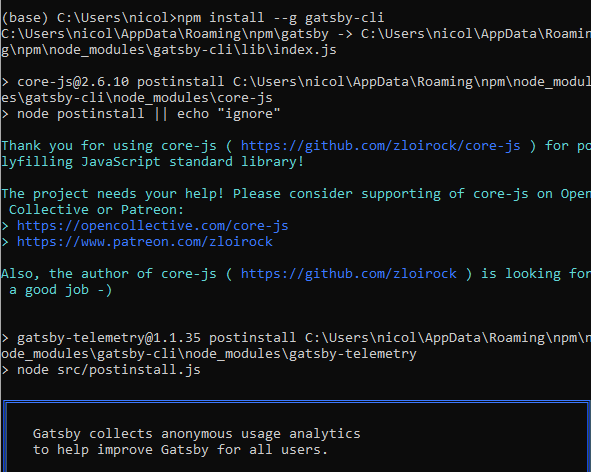 (base) C:\Users\nicol>npm install --g gatsby-cli
C:\Users\nicol\AppData\Roaming\npm\gatsby -> C:\Users\nicol\AppData\Roamin
g\npm\node_modules\gatsby-cli\lib\index.js
> core-js@2.6.10 postinstall C:\Users\nicol\AppData\Roaming\npm\node_modul
es\gatsby-cli\node_modules\core-js
> node postinstall || echo "ignore"
Thank you for using core-js ( https://github.com/zloirock/core-js ) for po
lyfilling JavaScript standard library!
The project needs your help! Please consider supporting of core-js on Open
 Collective or Patreon:
> https://opencollective.com/core-js
> https://www.patreon.com/zloirock
Also, the author of core-js ( https://github.com/zloirock ) is looking for
 a good job -)
> gatsby-telemetry@1.1.35 postinstall C:\Users\nicol\AppData\Roaming\npm\n
ode_modules\gatsby-cli\node_modules\gatsby-telemetry
> node src/postinstall.js
Gatsby collects anonymous usage analytics
to help improve Gatsby for all users.